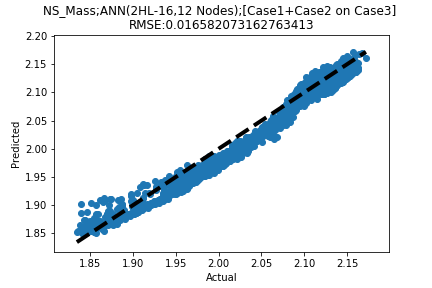 NS_Mass;ANN(2HL-16,12 Nodes);[Case1+Case2 on Case3]
RMSE:0.016582073162763413
2.20
2.15
2.10
2.05
2.00
1.95
1.90
1.85
Predicted
1.85 1.90 1.95 2.00 2.05 2.10 2.15
Actual